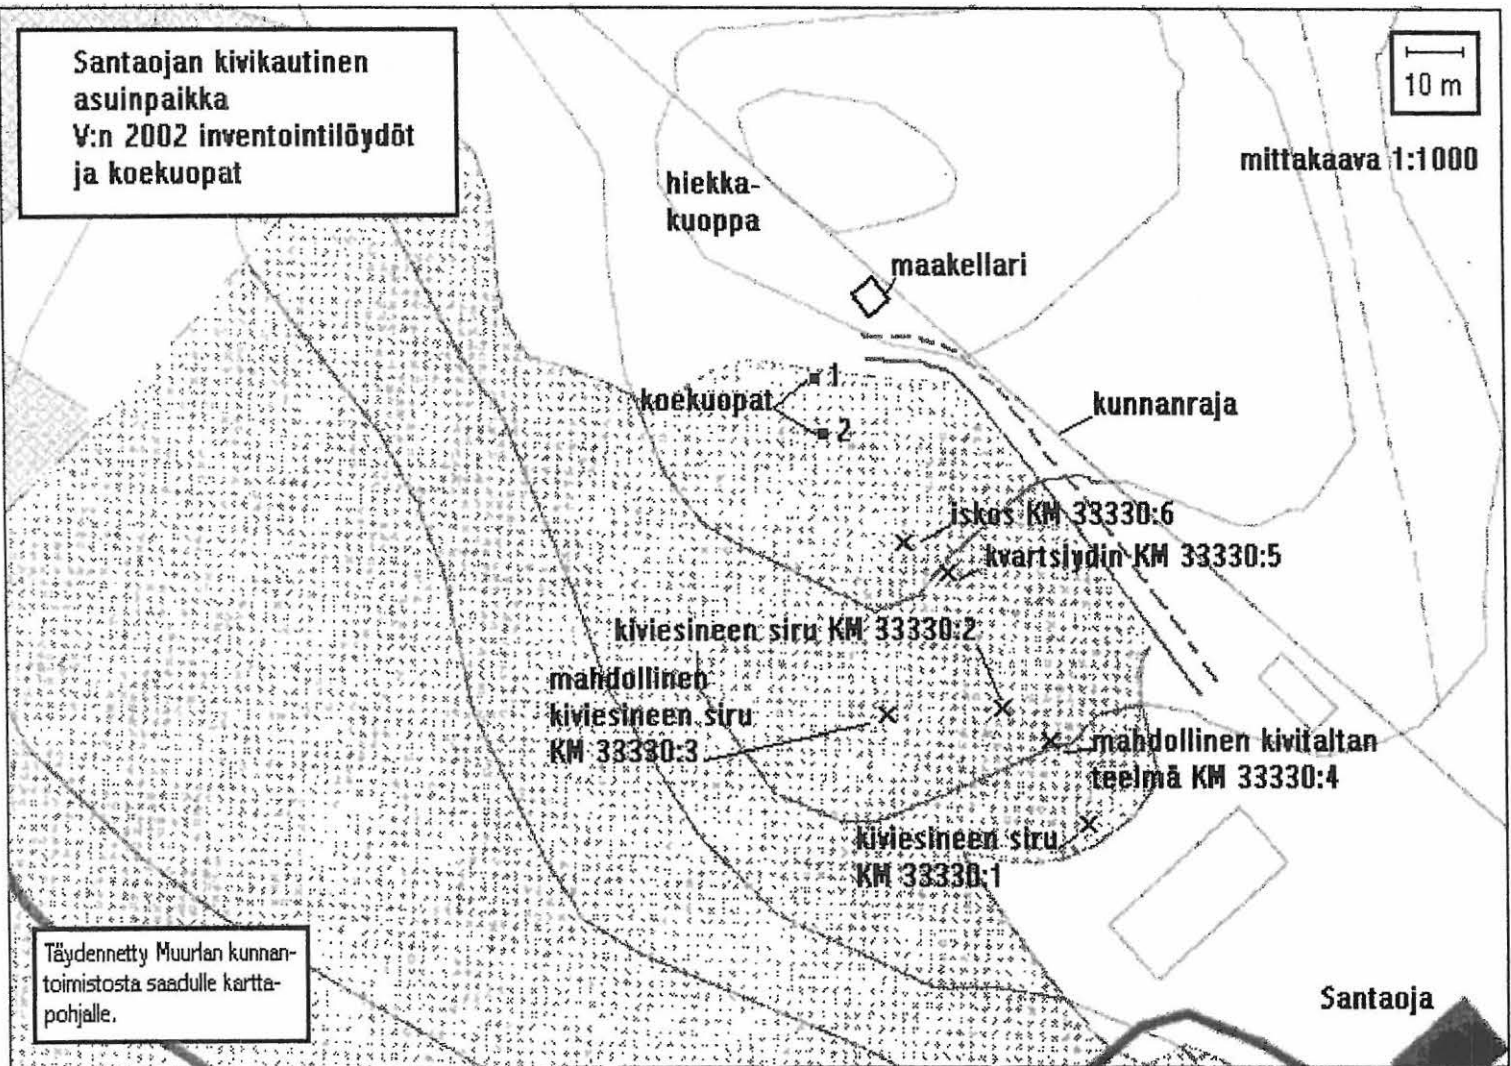 Santaojan kivikautinen
asuinpaikka
V:n 2002 inventointilöydöt
ja koekuopat
10 m
mittakaava 1:1000
hiekka-
kuoppa
maakellari
1
koekuopat
2
kunnanraja
iskos KM 33330:6
kvartsiydin KM 33330:5
kiviesineen siru KM 33330:2
mahdollinen
kiviesineen siru
KM 33330:3
mahdollinen kivitaltan
teelmä KM 33330:4
kiviesineen siru
KM 33330:1
Täydennetty Muurlan kunnan-
toimistosta saadulle kartta-
pohjalle.
Santaoja